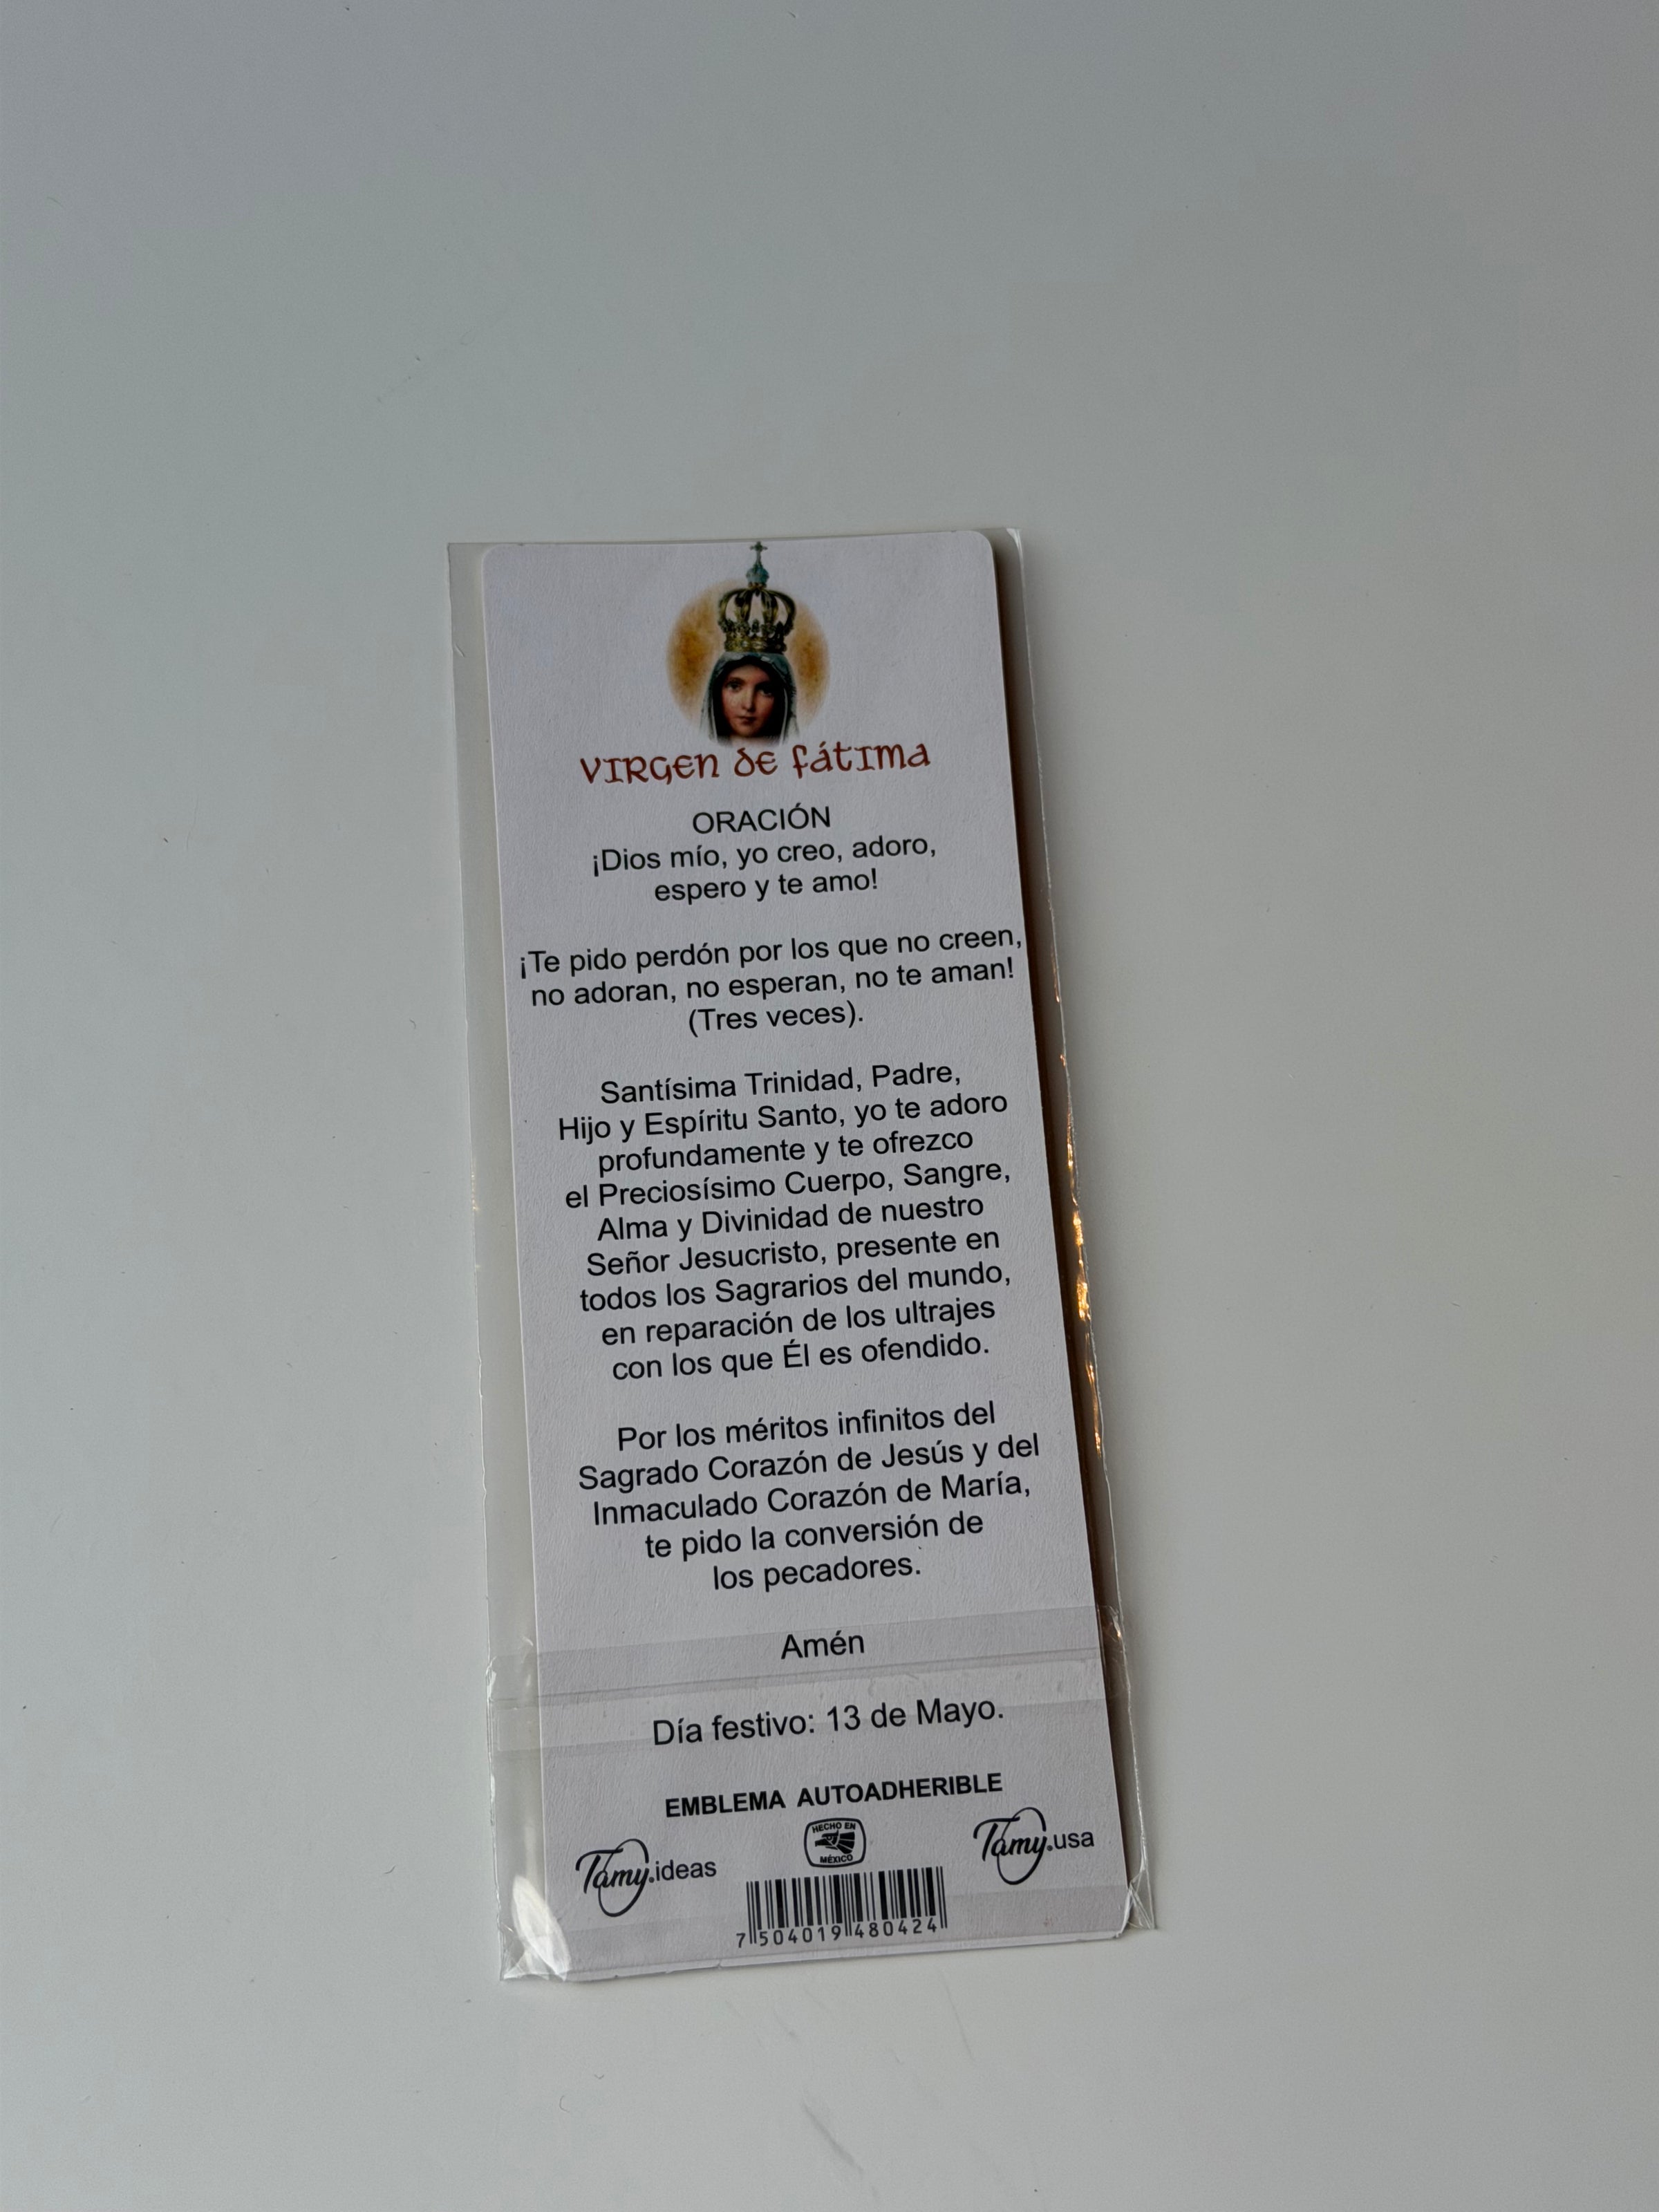 VIRGEN DE FÁTIMA
ORACIÓN
¡Dios mío, yo creo, adoro,
espero y te amo!
¡Te pido perdón por los que no creen,
no adoran, no esperan, no te aman!
(Tres veces).
Santísima Trinidad, Padre,
Hijo y Espíritu Santo, yo te adoro
profundamente y te ofrezco
el Preciosísimo Cuerpo, Sangre,
Alma y Divinidad de nuestro
Señor Jesucristo, presente en
todos los Sagrarios del mundo,
en reparación de los ultrajes
con los que Él es ofendido.
Por los méritos infinitos del
Sagrado Corazón de Jesús y del
Inmaculado Corazón de María,
te pido la conversión de
los pecadores.
Amén
Día festivo: 13 de Mayo.
EMBLEMA AUTOADHERIBLE
HECHO EN
MÉXICO
Tamy.ideas
Tamy.usa
7 504019 480424